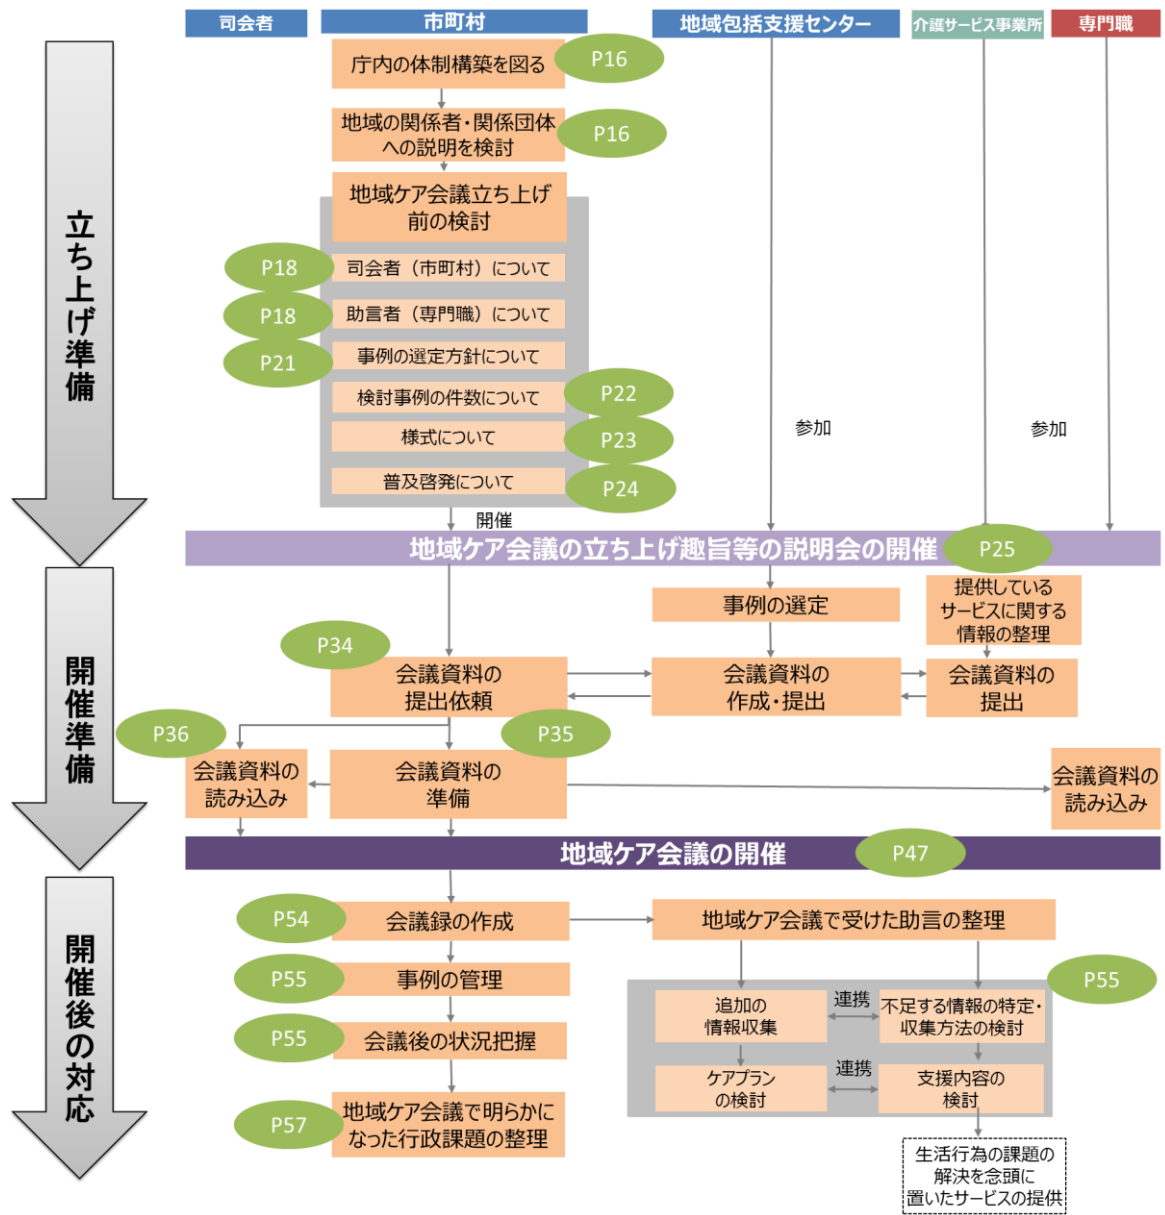 司会者
市町村
地域包括支援センター
介護サービス事業所
専門職
立ち上げ準備
庁内の体制構築を図る
P16
地域の関係者・関係団体
への説明を検討
P16
地域ケア会議立ち上げ
前の検討
P18
司会者（市町村）について
P18
助言者（専門職）について
P21
事例の選定方針について
検討事例の件数について
P22
様式について
P23
普及啓発について
P24
参加
参加
開催
地域ケア会議の立ち上げ趣旨等の説明会の開催
P25
開催準備
事例の選定
提供している
サービスに関する
情報の整理
P34
会議資料の
提出依頼
会議資料の
作成・提出
会議資料の
提出
P36
P35
会議資料の
読み込み
会議資料の
準備
会議資料の
読み込み
地域ケア会議の開催
P47
開催後の対応
P54
会議録の作成
地域ケア会議で受けた助言の整理
P55
事例の管理
P55
追加の
情報収集
連携
不足する情報の特定・
収集方法の検討
P55
会議後の状況把握
ケアプラン
の検討
連携
支援内容の
検討
P57
地域ケア会議で明らかに
なった行政課題の整理
生活行為の課題の
解決を念頭に
置いたサービスの提供